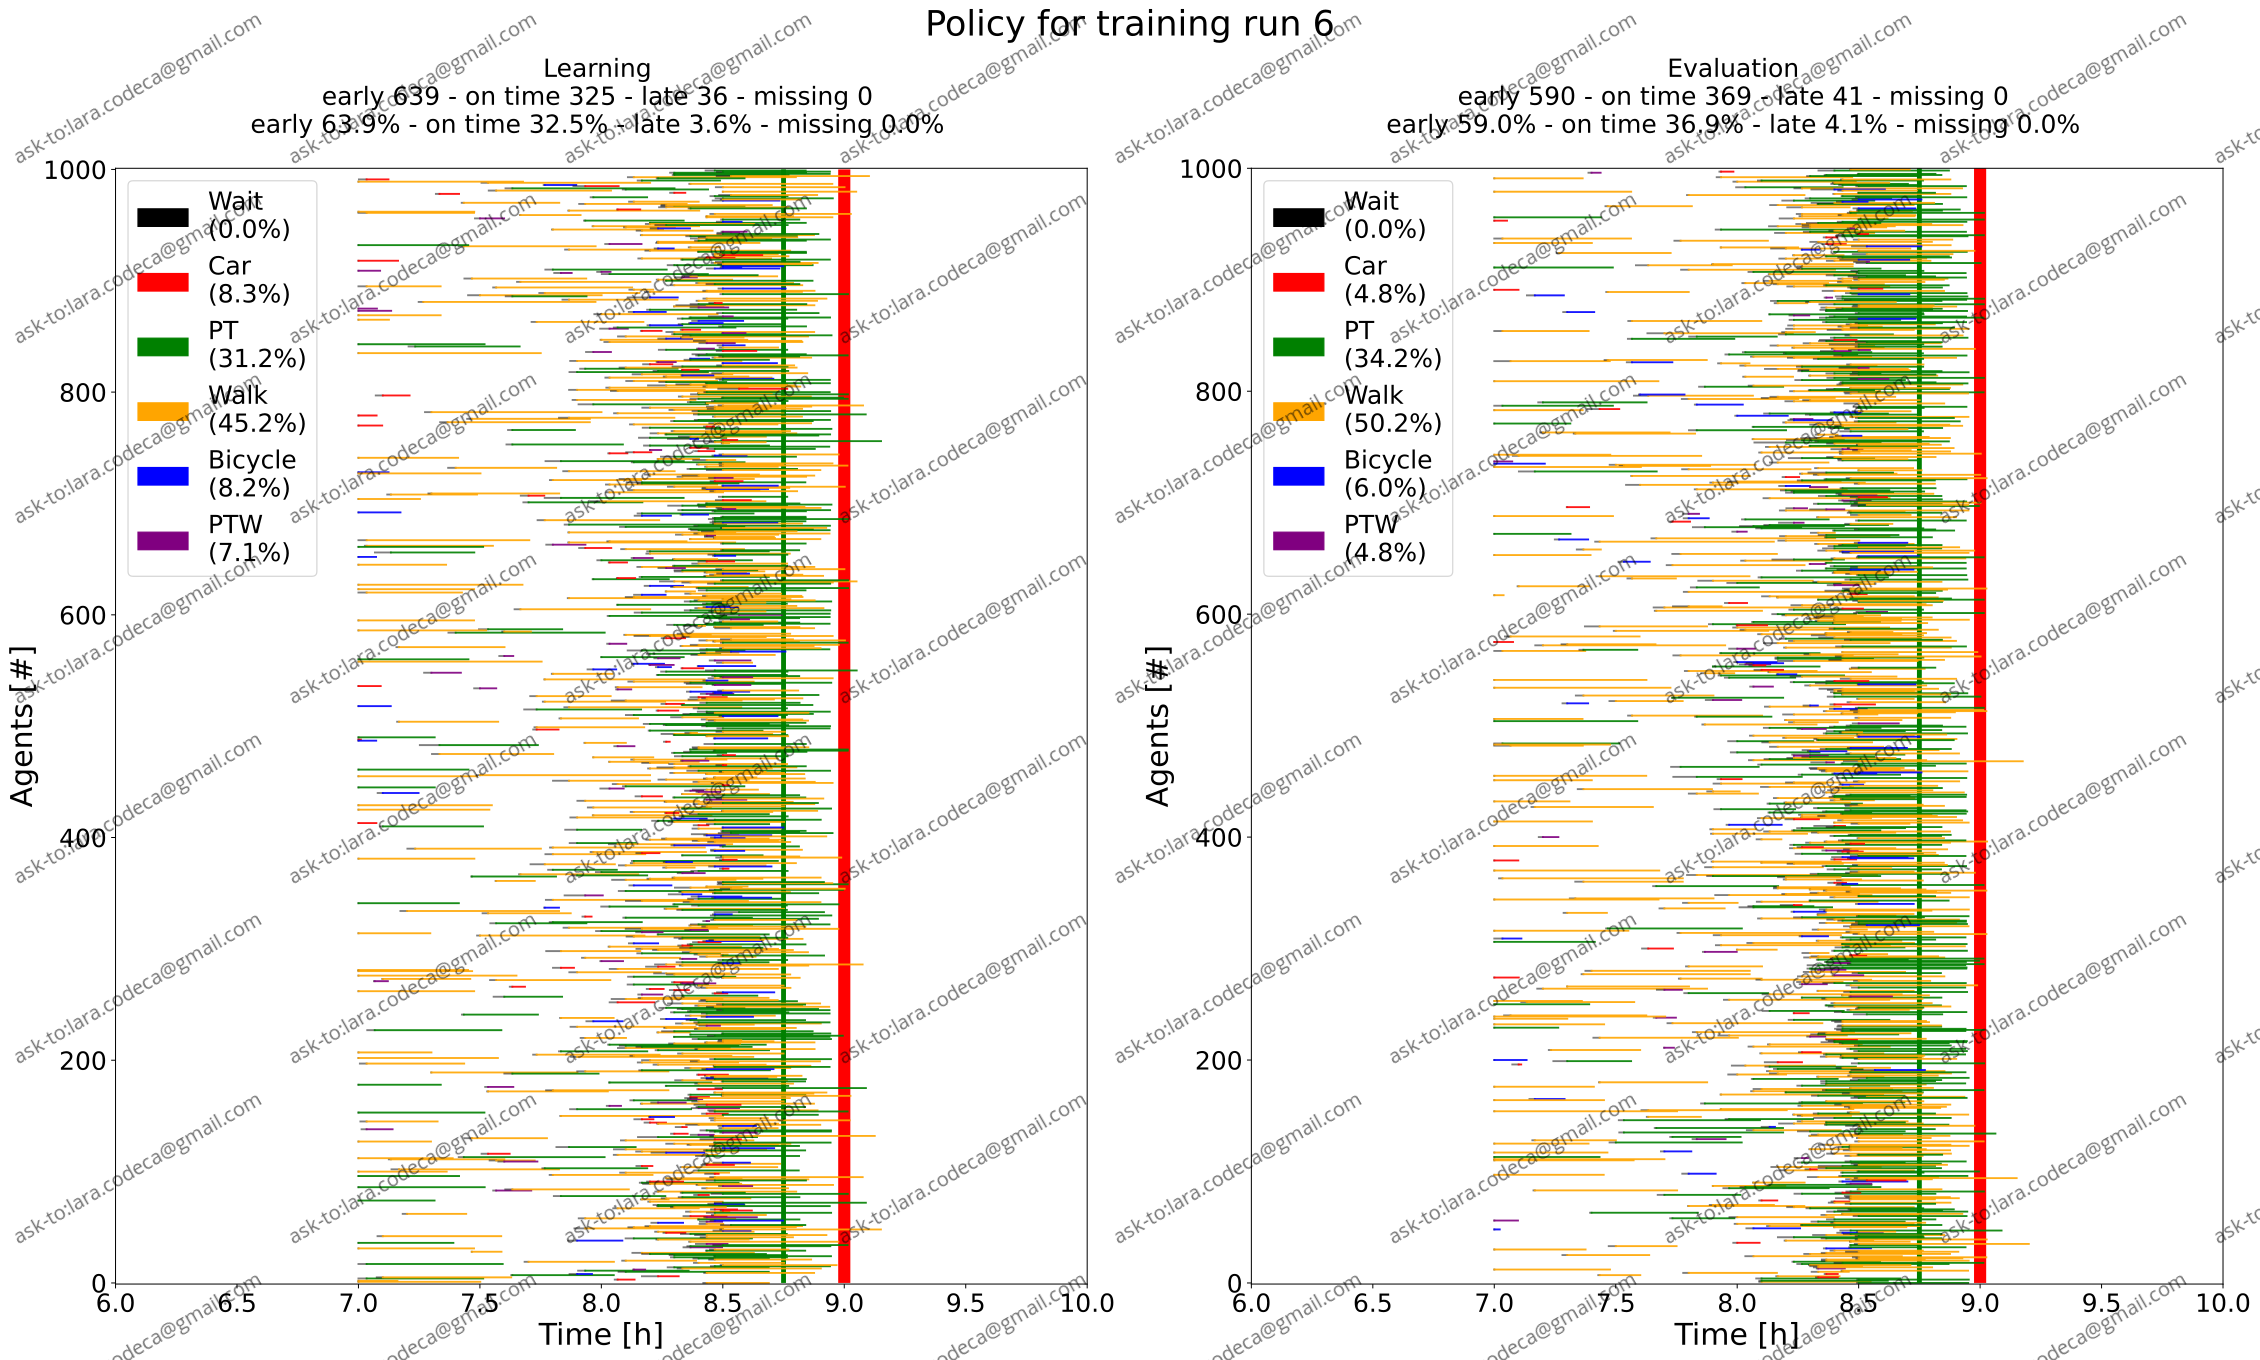 Policy for training run 6
Learning
early 639 - on time 325 - late 36 - missing 0
early 63.9% - on time 32.5% - late 3.6% - missing 0.0%
1000
800
600
400
200
0
Agents [#]
Wait
(0.0%)
Car
(8.3%)
PT
(31.2%)
Walk
(45.2%)
Bicycle
(8.2%)
PTW
(7.1%)
6.0 6.5 7.0 7.5 8.0 8.5 9.0 9.5 10.0
Time [h]
Evaluation
early 590 - on time 369 - late 41 - missing 0
early 59.0% - on time 36.9% - late 4.1% - missing 0.0%
1000
800
600
400
200
0
Agents [#]
Wait
(0.0%)
Car
(4.8%)
PT
(34.2%)
Walk
(50.2%)
Bicycle
(6.0%)
PTW
(4.8%)
6.0 6.5 7.0 7.5 8.0 8.5 9.0 9.5 10.0
Time [h]
ask-to:lara.codeca@gmail.com